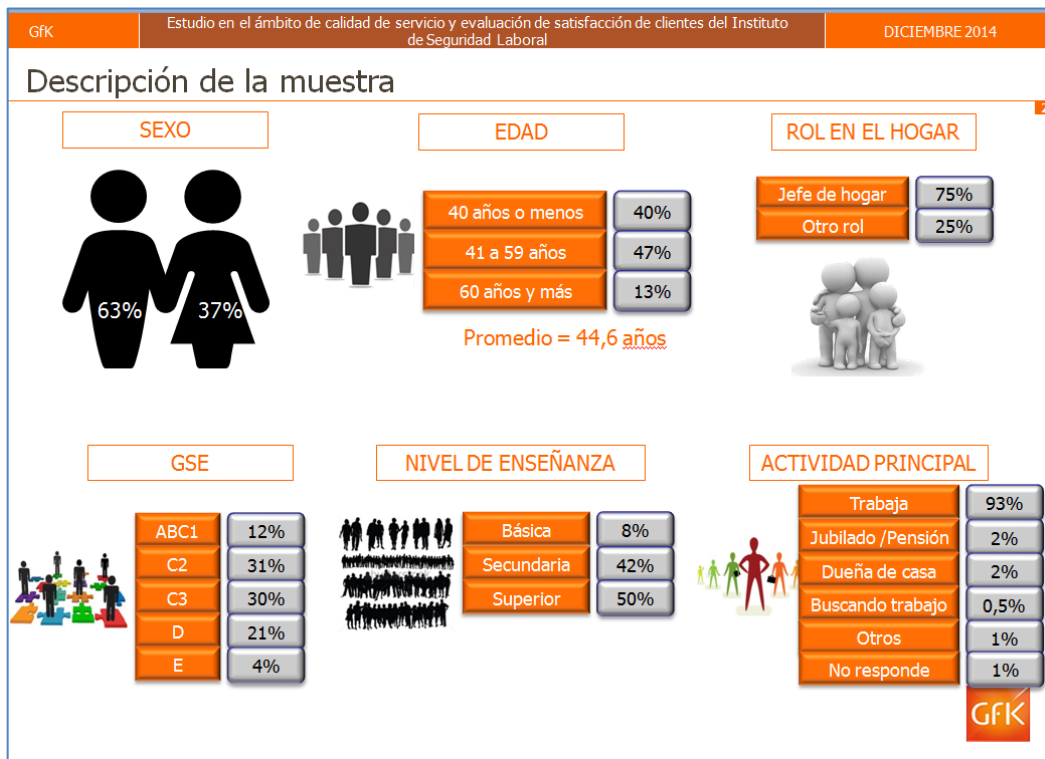 GfK
Estudio en el ámbito de calidad de servicio y evaluación de satisfacción de clientes del Instituto
de Seguridad Laboral
DICIEMBRE 2014
Descripción de la muestra
2
SEXO
63%
37%
EDAD
40 años o menos 40%
41 a 59 años 47%
60 años y más 13%
Promedio = 44,6 años
ROL EN EL HOGAR
Jefe de hogar 75%
Otro rol 25%
GSE
ABC1 12%
C2 31%
C3 30%
D 21%
E 4%
NIVEL DE ENSEÑANZA
Básica 8%
Secundaria 42%
Superior 50%
ACTIVIDAD PRINCIPAL
Trabaja 93%
Jubilado /Pensión 2%
Dueña de casa 2%
Buscando trabajo 0,5%
Otros 1%
No responde 1%
GfK